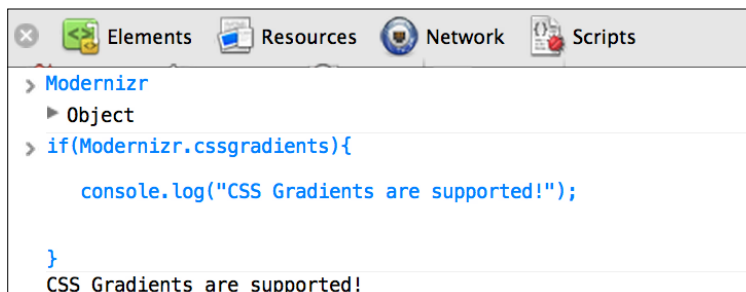 Elements Resources Network Scripts
> Modernizr
▶ Object
> if(Modernizr.cssgradients){
console.log("CSS Gradients are supported!");
}
CSS Gradients are supported!